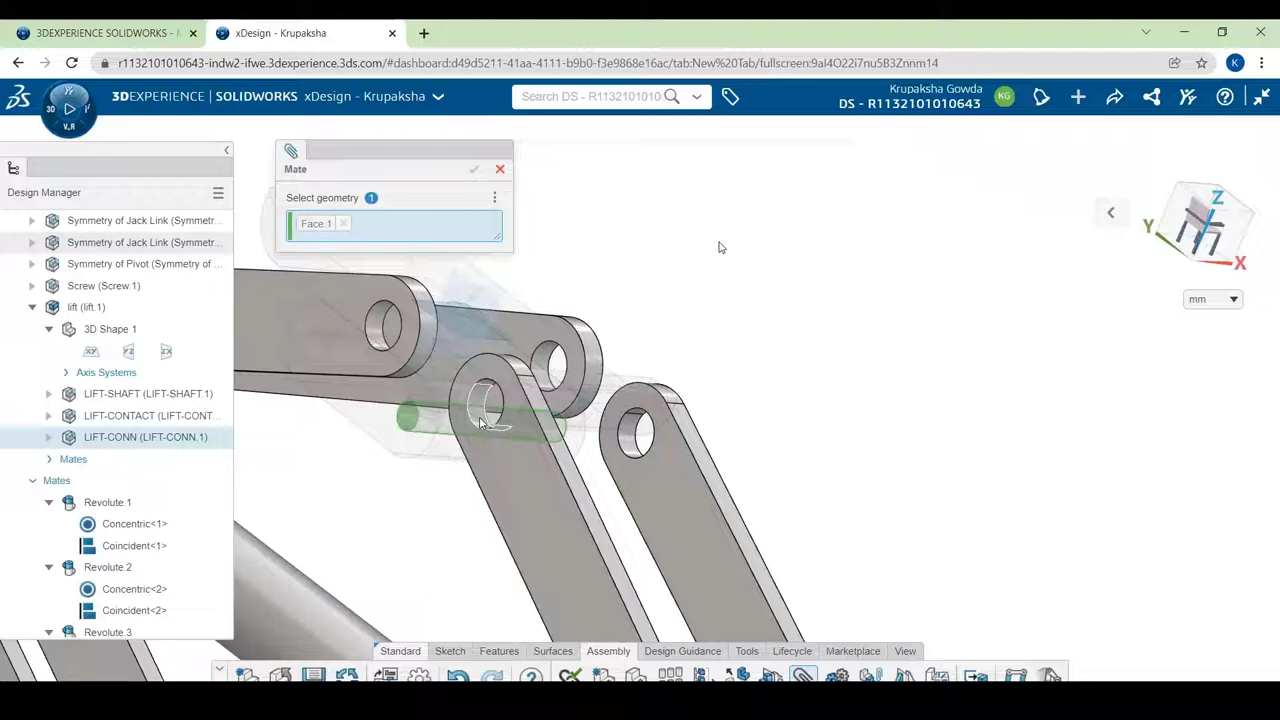 3DEXPERIENCE SOLIDWORKS - M
xDesign - Krupaksha
r1132101010643-indw2-ifwe.3dexperience.3ds.com/#dashboard:d49d5211-41aa-4111-b9b0-f3e9868e16ac/tab:New%20Tab/fullscreen:9al4O22i7nu5B3Znnm14
K
3DEXPERIENCE | SOLIDWORKS xDesign - Krupaksha
Search DS - R1132101010
Krupaksha Gowda
DS - R1132101010643
KG
3D
V.R
Design Manager
Symmetry of Jack Link (Symmetr...
Symmetry of Jack Link (Symmetr...
Symmetry of Pivot (Symmetry of ...
Screw (Screw.1)
lift (lift.1)
3D Shape 1
XY YZ ZX
Axis Systems
LIFT-SHAFT (LIFT-SHAFT.1)
LIFT-CONTACT (LIFT-CONT...
LIFT-CONN (LIFT-CONN.1)
Mates
Mates
Revolute.1
Concentric<1>
Coincident<1>
Revolute.2
Concentric<2>
Coincident<2>
Revolute.3
Mate
Select geometry 1
Face.1
Z
Y
X
mm
Standard Sketch Features Surfaces Assembly Design Guidance Tools Lifecycle Marketplace View